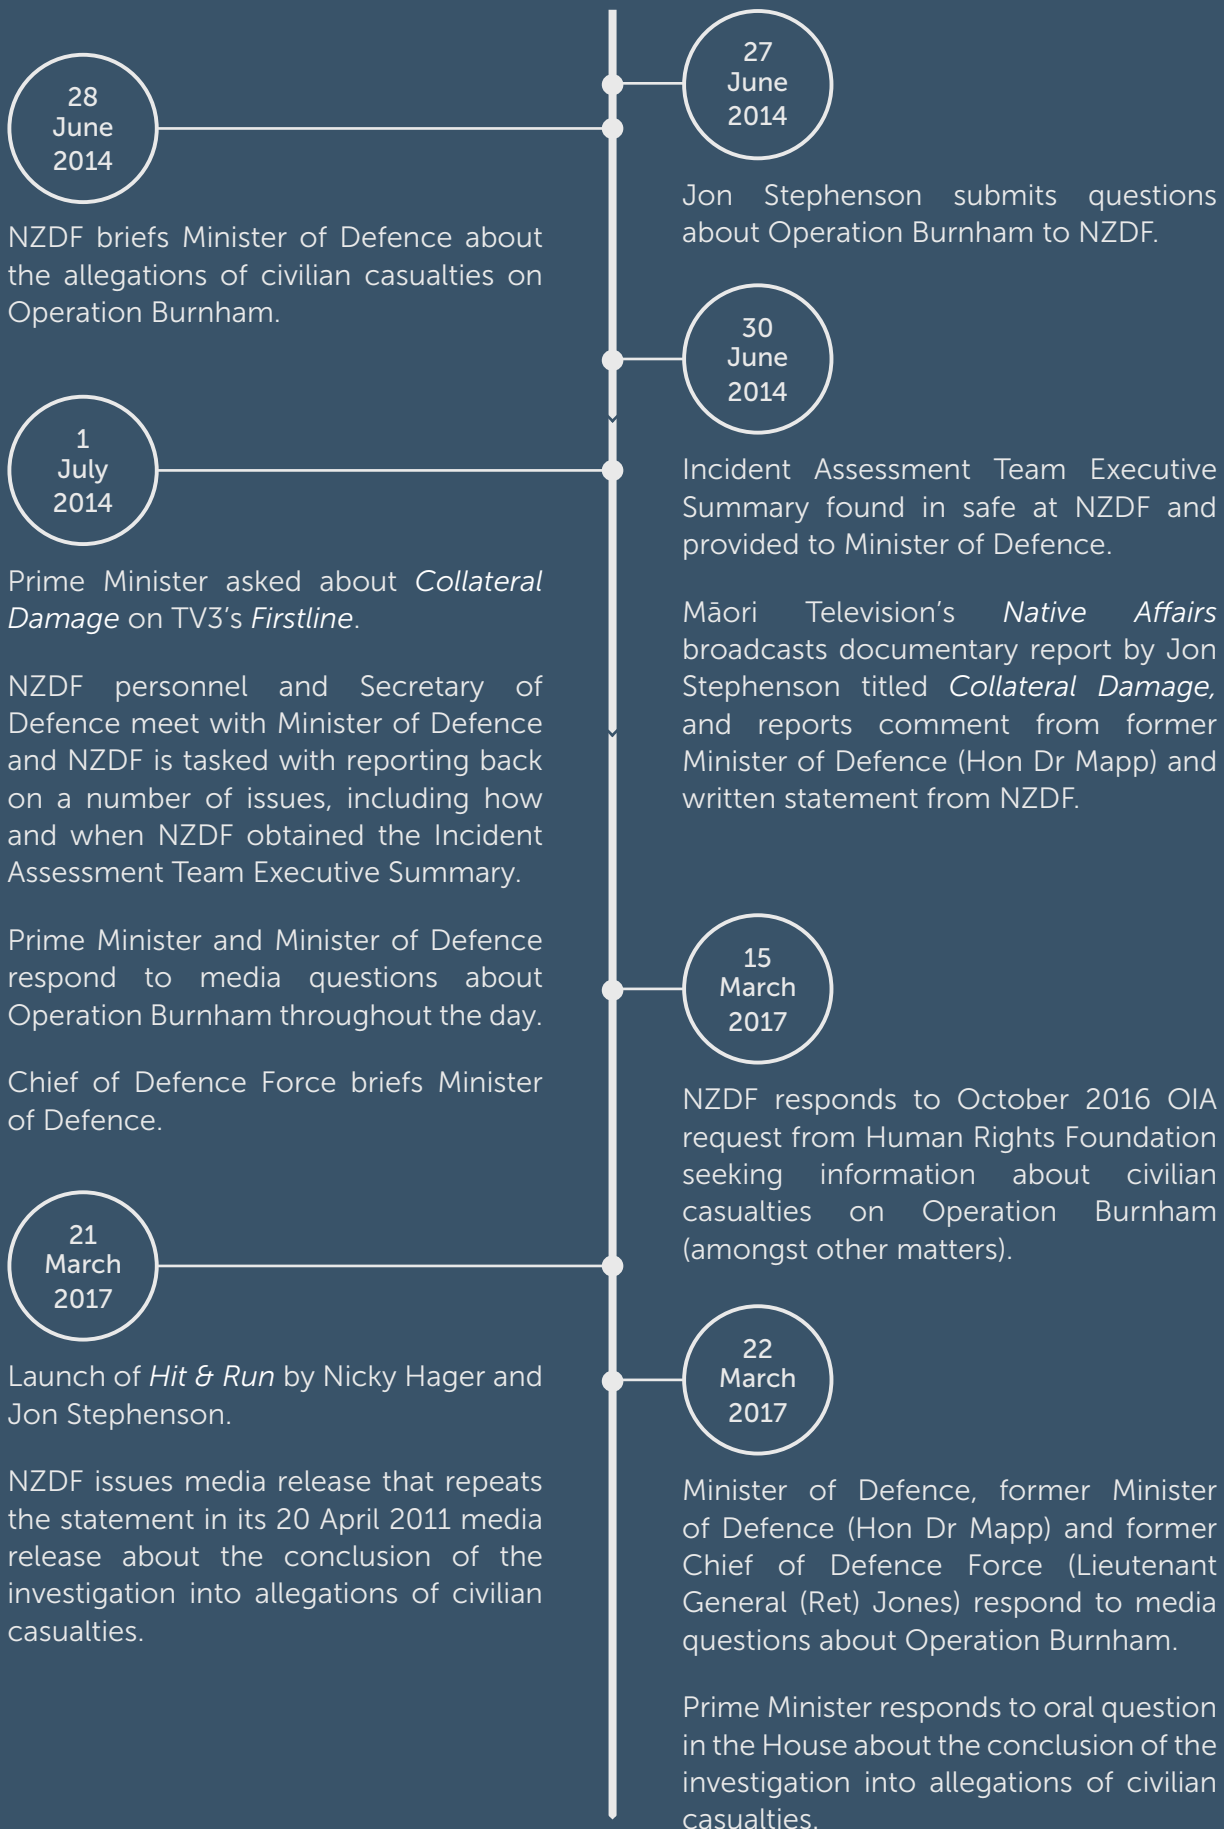 27
June
2014
Jon Stephenson submits questions
about Operation Burnham to NZDF.
28
June
2014
NZDF briefs Minister of Defence about
the allegations of civilian casualties on
Operation Burnham.
30
June
2014
Incident Assessment Team Executive
Summary found in safe at NZDF and
provided to Minister of Defence.
Māori Television's Native Affairs
broadcasts documentary report by Jon
Stephenson titled Collateral Damage,
and reports comment from former
Minister of Defence (Hon Dr Mapp) and
written statement from NZDF.
1
July
2014
Prime Minister asked about Collateral
Damage on TV3's Firstline.
NZDF personnel and Secretary of
Defence meet with Minister of Defence
and NZDF is tasked with reporting back
on a number of issues, including how
and when NZDF obtained the Incident
Assessment Team Executive Summary.
Prime Minister and Minister of Defence
respond to media questions about
Operation Burnham throughout the day.
Chief of Defence Force briefs Minister
of Defence.
15
March
2017
NZDF responds to October 2016 OIA
request from Human Rights Foundation
seeking information about civilian
casualties on Operation Burnham
(amongst other matters).
21
March
2017
Launch of Hit & Run by Nicky Hager and
Jon Stephenson.
NZDF issues media release that repeats
the statement in its 20 April 2011 media
release about the conclusion of the
investigation into allegations of civilian
casualties.
22
March
2017
Minister of Defence, former Minister
of Defence (Hon Dr Mapp) and former
Chief of Defence Force (Lieutenant
General (Ret) Jones) respond to media
questions about Operation Burnham.
Prime Minister responds to oral question
in the House about the conclusion of the
investigation into allegations of civilian
casualties.